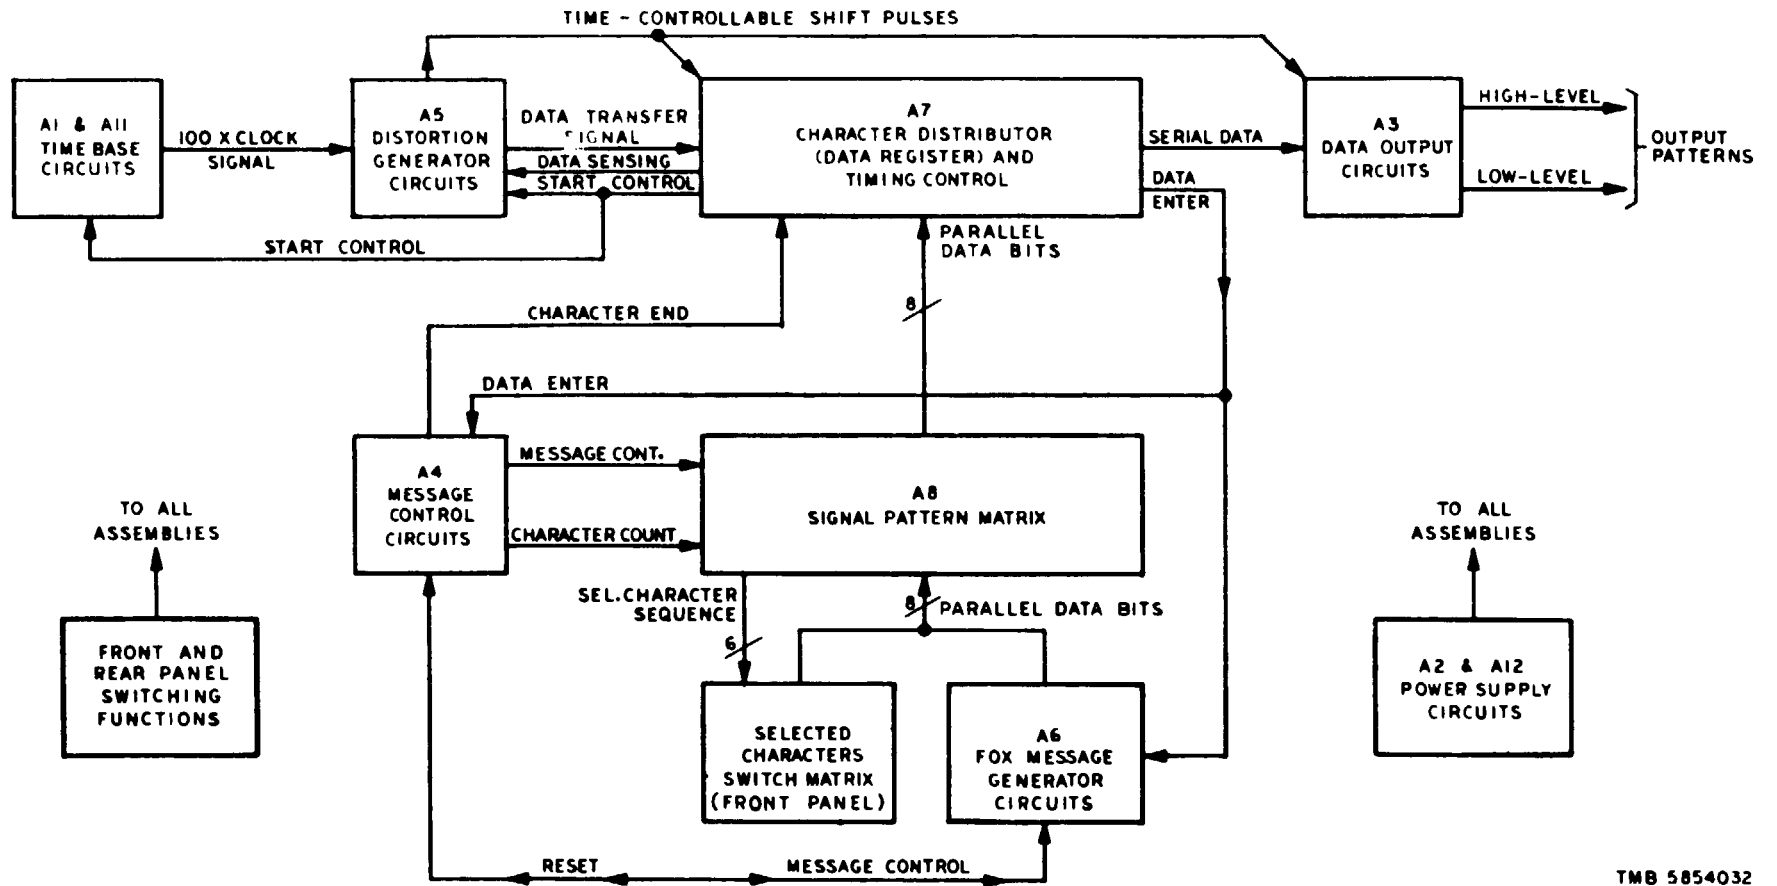 TIME - CONTROLLABLE SHIFT PULSES
A1 & A11
TIME BASE
CIRCUITS
100 X CLOCK
SIGNAL
A5
DISTORTION
GENERATOR
CIRCUITS
DATA TRANSFER
SIGNAL
DATA SENSING
START CONTROL
A7
CHARACTER DISTRIBUTOR
(DATA REGISTER) AND
TIMING CONTROL
SERIAL DATA
DATA
ENTER
A3
DATA OUTPUT
CIRCUITS
HIGH-LEVEL
LOW-LEVEL
OUTPUT
PATTERNS
START CONTROL
PARALLEL
DATA BITS
8
CHARACTER END
DATA ENTER
A4
MESSAGE
CONTROL
CIRCUITS
MESSAGE CONT.
CHARACTER COUNT
A8
SIGNAL PATTERN MATRIX
TO ALL
ASSEMBLIES
FRONT AND
REAR PANEL
SWITCHING
FUNCTIONS
SEL. CHARACTER
SEQUENCE
6
8
PARALLEL DATA BITS
SELECTED
CHARACTERS
SWITCH MATRIX
(FRONT PANEL)
A6
FOX MESSAGE
GENERATOR
CIRCUITS
TO ALL
ASSEMBLIES
A2 & A12
POWER SUPPLY
CIRCUITS
RESET
MESSAGE CONTROL
TMB 5854032